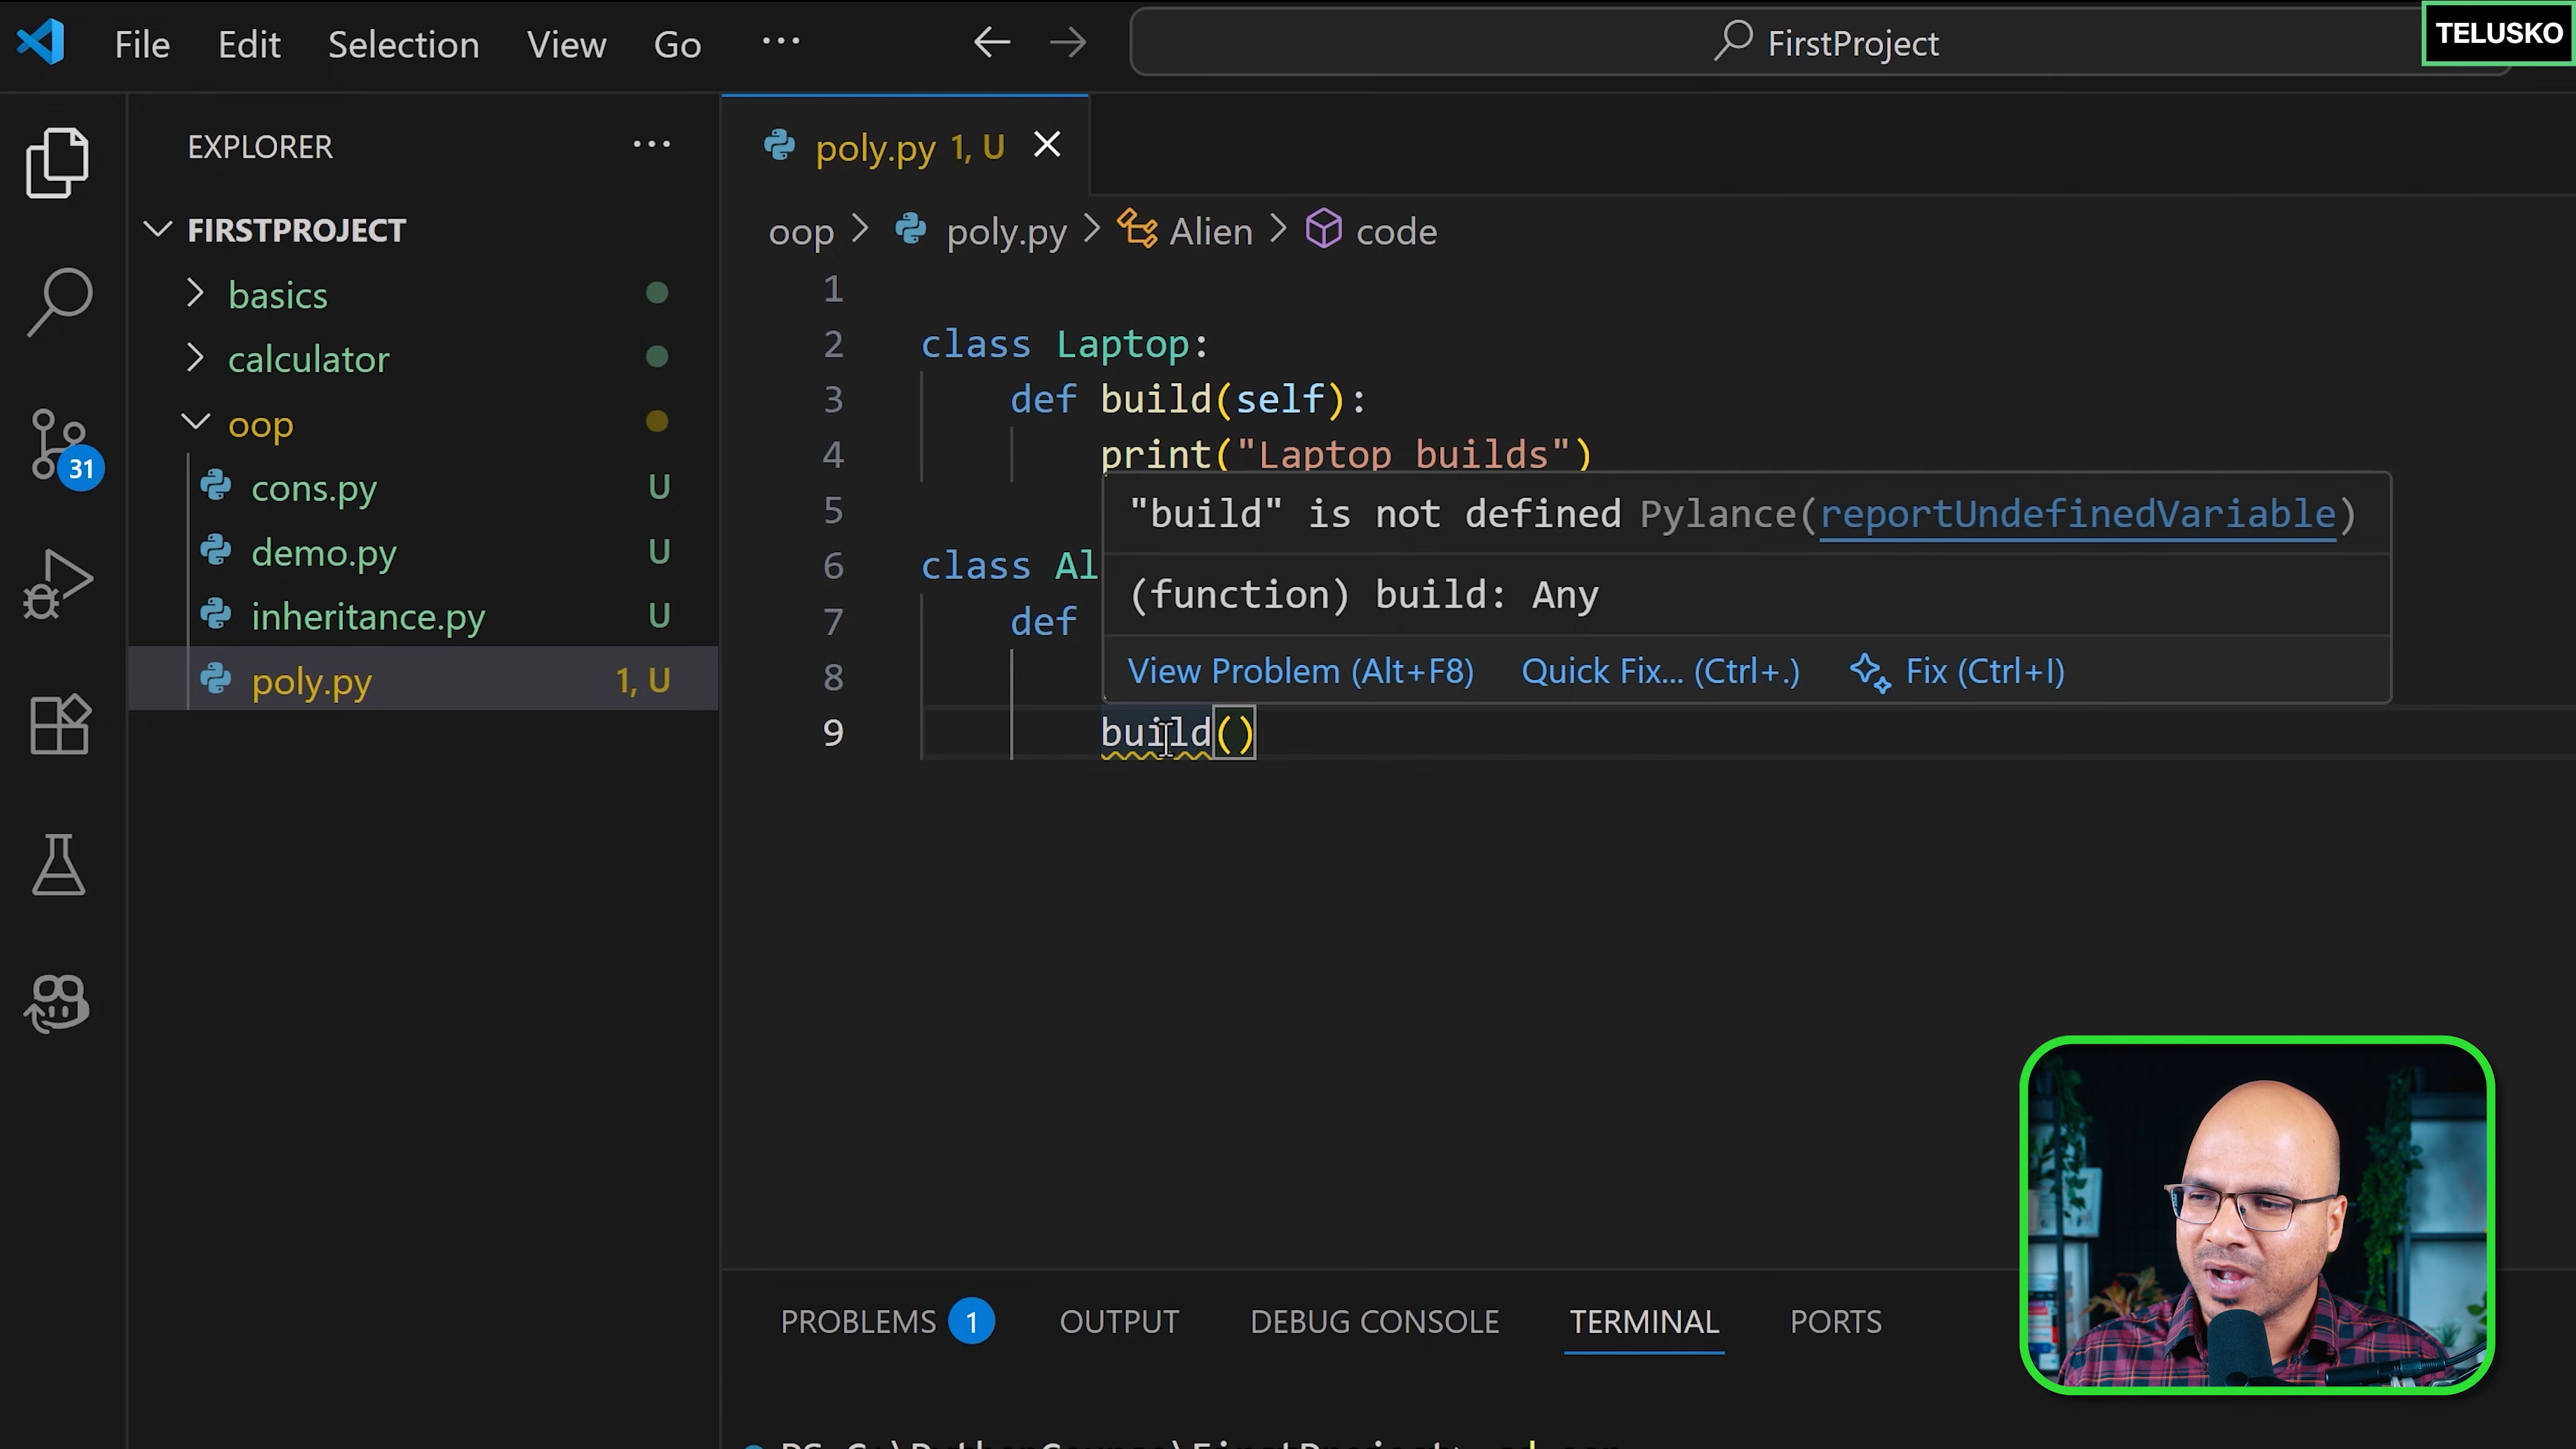 File Edit Selection View Go ··· FirstProject TELUSKO
EXPLORER ···
FIRSTPROJECT
basics
calculator
oop
cons.py U
demo.py U
inheritance.py U
poly.py 1, U
31
poly.py 1, U
oop > poly.py > Alien > code
1
2 class Laptop:
3 def build(self):
4 print("Laptop builds")
5
6 class Al
7 def
8
9 build()
"build" is not defined Pylance(reportUndefinedVariable)
(function) build: Any
View Problem (Alt+F8) Quick Fix... (Ctrl+.) Fix (Ctrl+I)
PROBLEMS 1 OUTPUT DEBUG CONSOLE TERMINAL PORTS